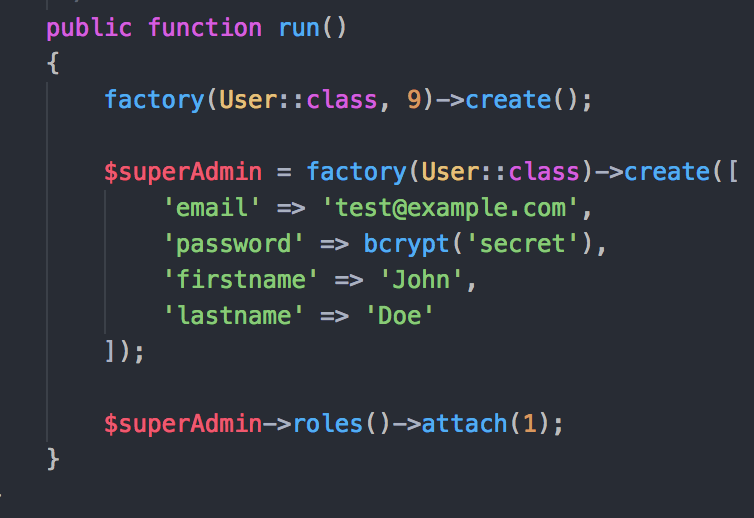 public function run()
{
    factory(User::class, 9)->create();

    $superAdmin = factory(User::class)->create([
        'email' => 'test@example.com',
        'password' => bcrypt('secret'),
        'firstname' => 'John',
        'lastname' => 'Doe'
    ]);

    $superAdmin->roles()->attach(1);
}